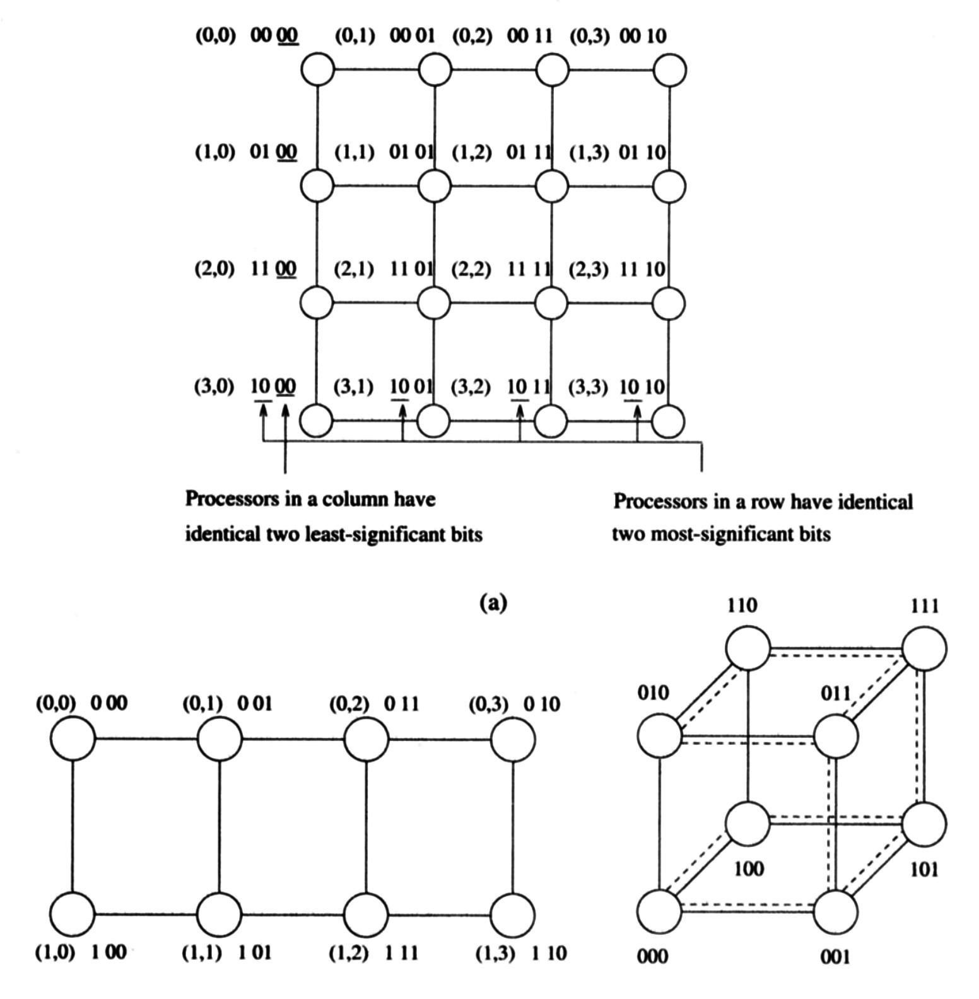 (0,0) 00 00 (0,1) 00 01 (0,2) 00 11 (0,3) 00 10
(1,0) 01 00 (1,1) 01 01 (1,2) 01 11 (1,3) 01 10
(2,0) 11 00 (2,1) 11 01 (2,2) 11 11 (2,3) 11 10
(3,0) 10 00 (3,1) 10 01 (3,2) 10 11 (3,3) 10 10
Processors in a column have
identical two least-significant bits
Processors in a row have identical
two most-significant bits
(a)
(0,0) 0 00 (0,1) 0 01 (0,2) 0 11 (0,3) 0 10
(1,0) 1 00 (1,1) 1 01 (1,2) 1 11 (1,3) 1 10
110 111
010 011
100 101
000 001